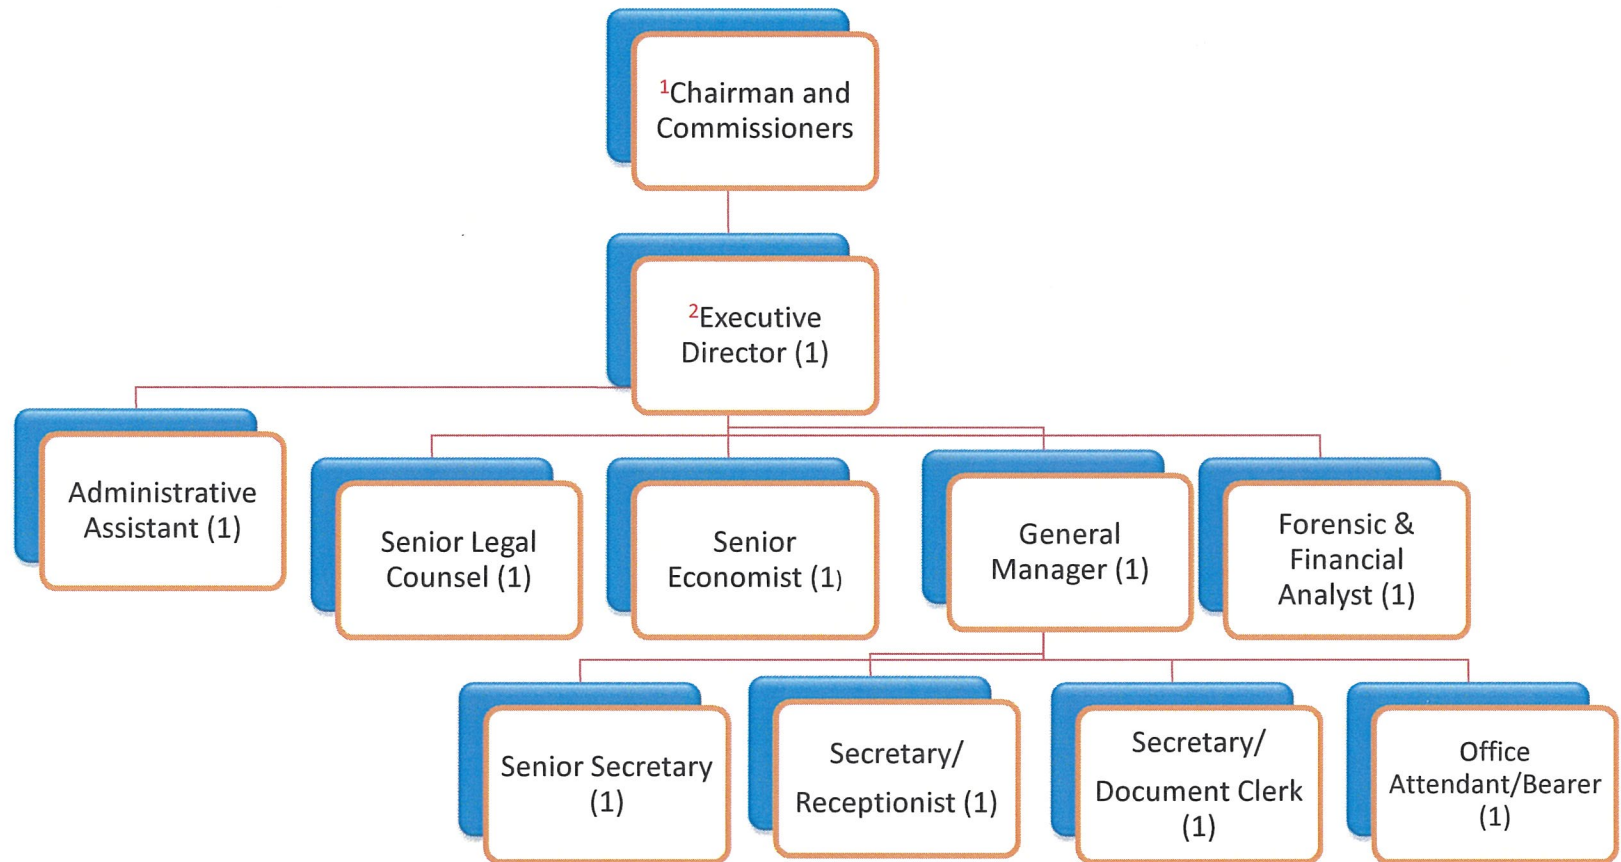 ¹Chairman and
Commissioners
²Executive
Director (1)
Administrative
Assistant (1)
Senior Legal
Counsel (1)
Senior
Economist (1)
General
Manager (1)
Forensic &
Financial
Analyst (1)
Senior Secretary
(1)
Secretary/
Receptionist (1)
Secretary/
Document Clerk
(1)
Office
Attendant/Bearer
(1)